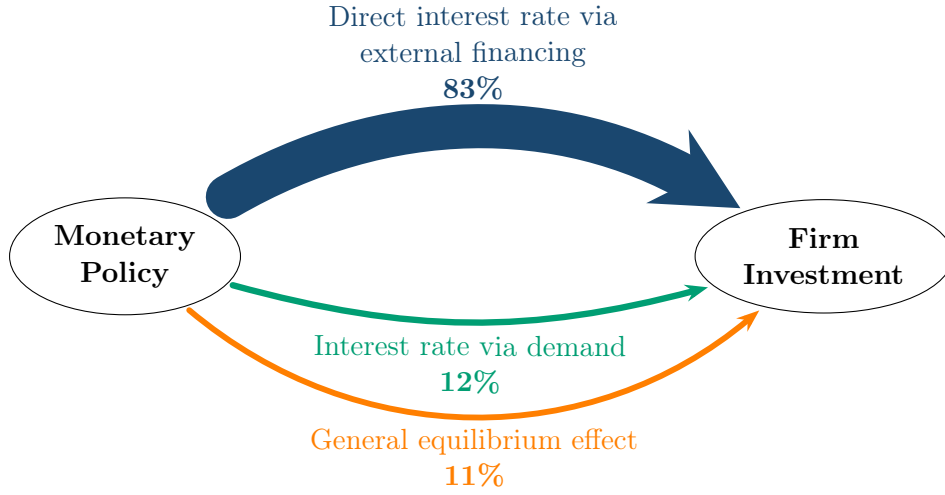 Direct interest rate via
external financing
83%
Monetary
Policy
Firm
Investment
Interest rate via demand
12%
General equilibrium effect
11%